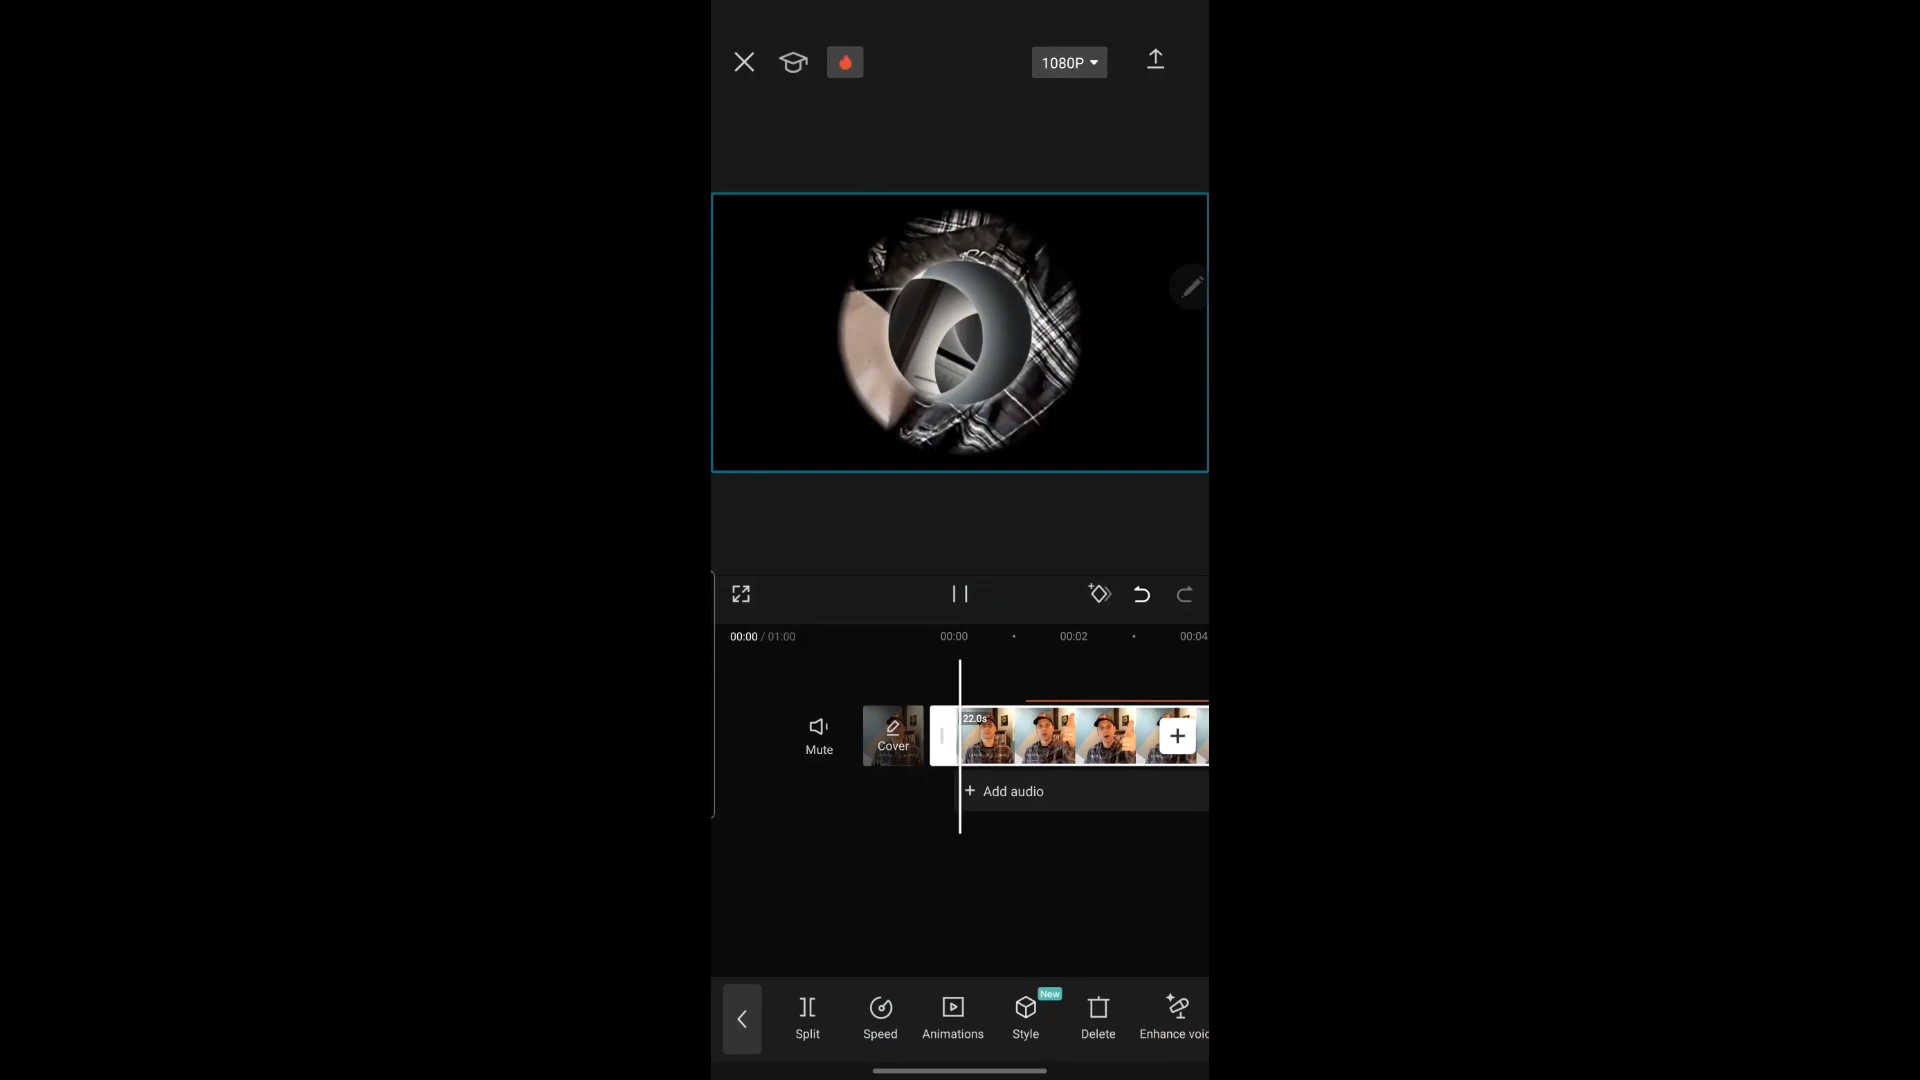 1080P
00:00 / 01:00
00:00
00:02
00:04
Mute
Cover
22.0s
+ Add audio
Split
Speed
Animations
New
Style
Delete
Enhance voic